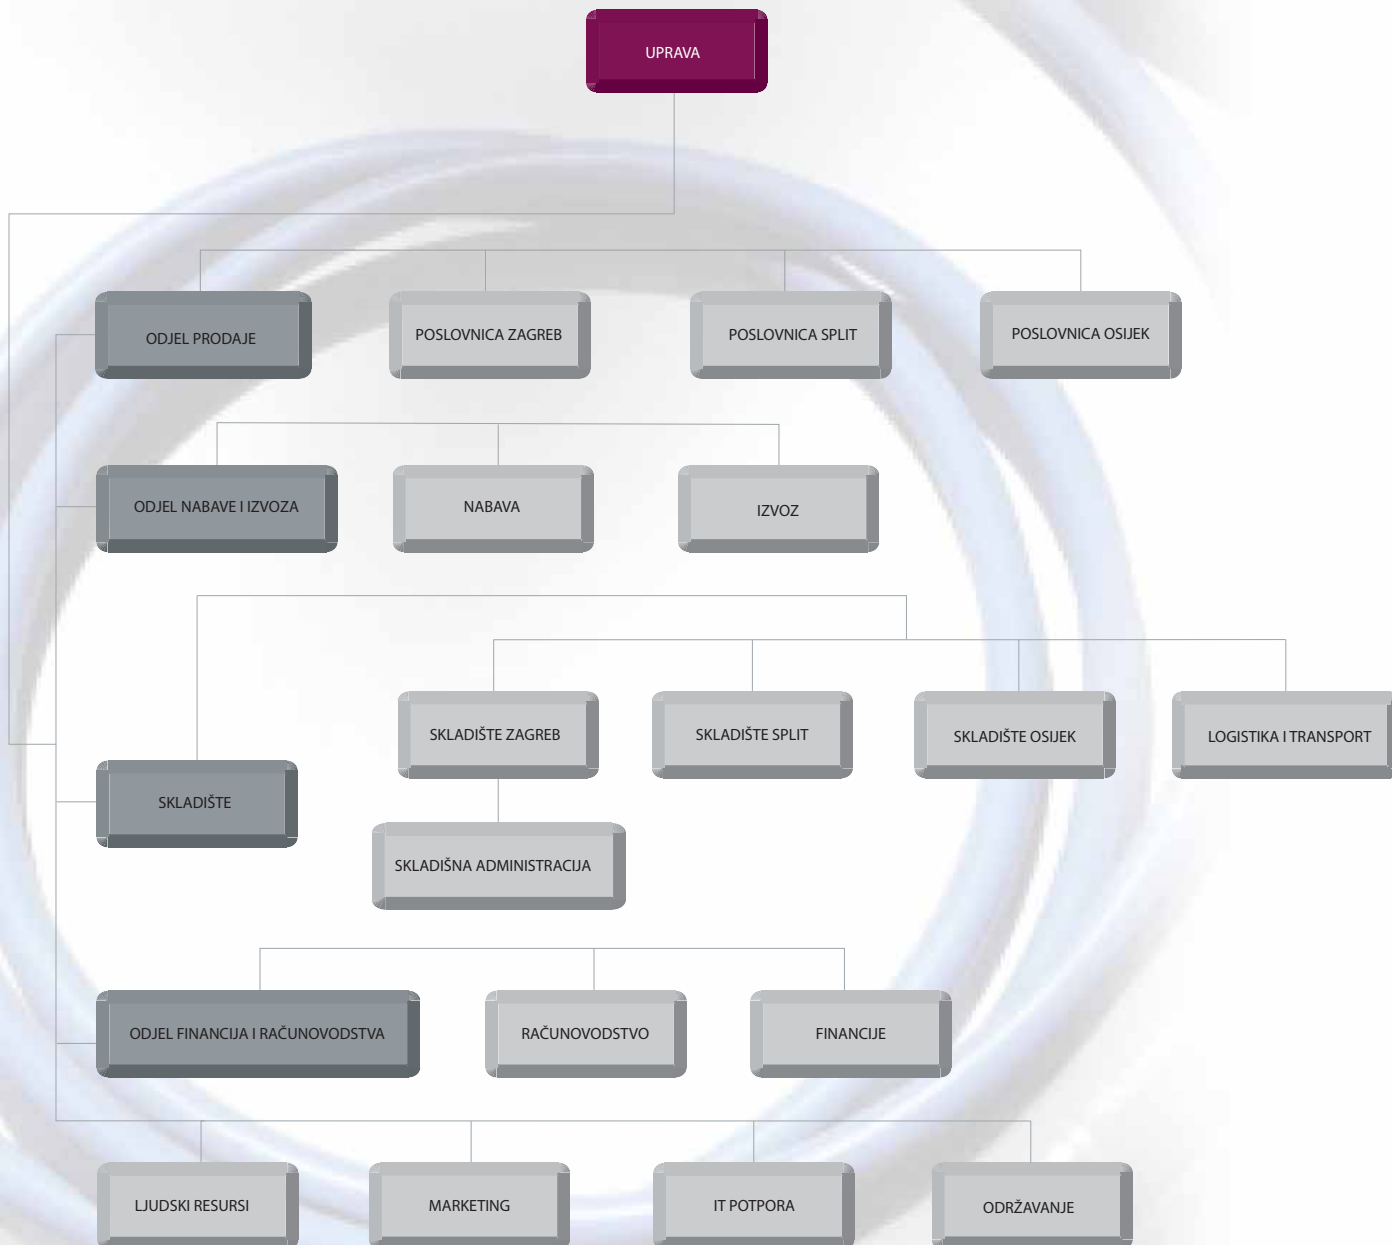 UPRAVA
ODJEL PRODAJE
POSLOVNICA ZAGREB
POSLOVNICA SPLIT
POSLOVNICA OSIJEK
ODJEL NABAVE I IZVOZA
NABAVA
IZVOZ
SKLADIŠTE ZAGREB
SKLADIŠTE SPLIT
SKLADIŠTE OSIJEK
LOGISTIKA I TRANSPORT
SKLADIŠTE
SKLADIŠNA ADMINISTRACIJA
ODJEL FINANCIJA I RAČUNOVODSTVA
RAČUNOVODSTVO
FINANCIJE
LJUDSKI RESURSI
MARKETING
IT POTPORA
ODRŽAVANJE